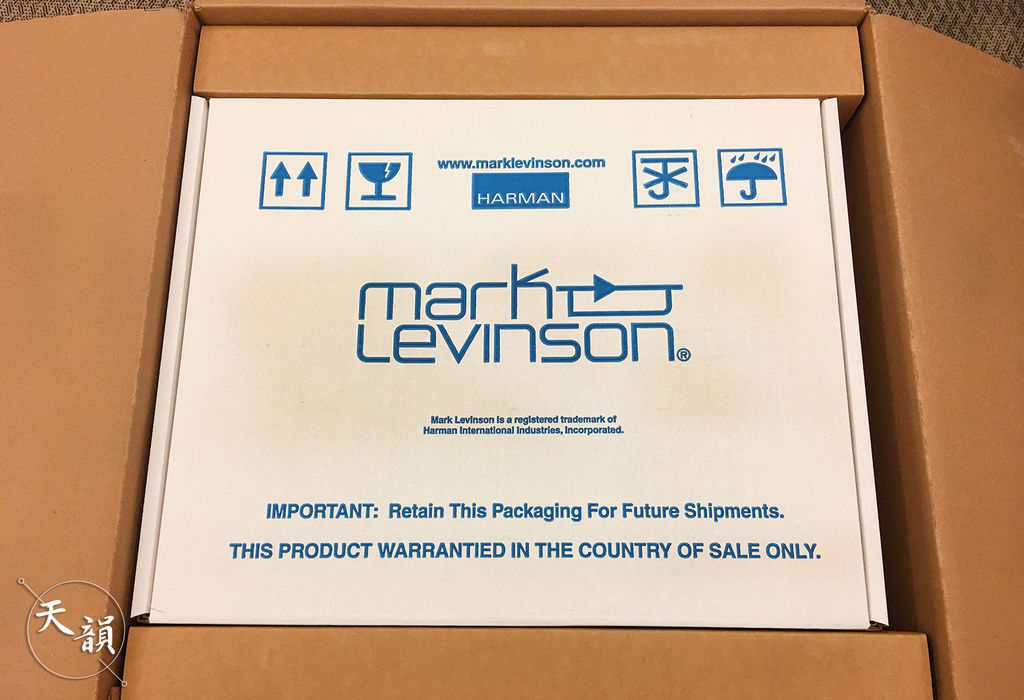 www.marklevinson.com
HARMAN
mark
Levinson®
Mark Levinson is a registered trademark of
Harman International Industries, Incorporated.
IMPORTANT: Retain This Packaging For Future Shipments.
THIS PRODUCT WARRANTIED IN THE COUNTRY OF SALE ONLY.
天韻